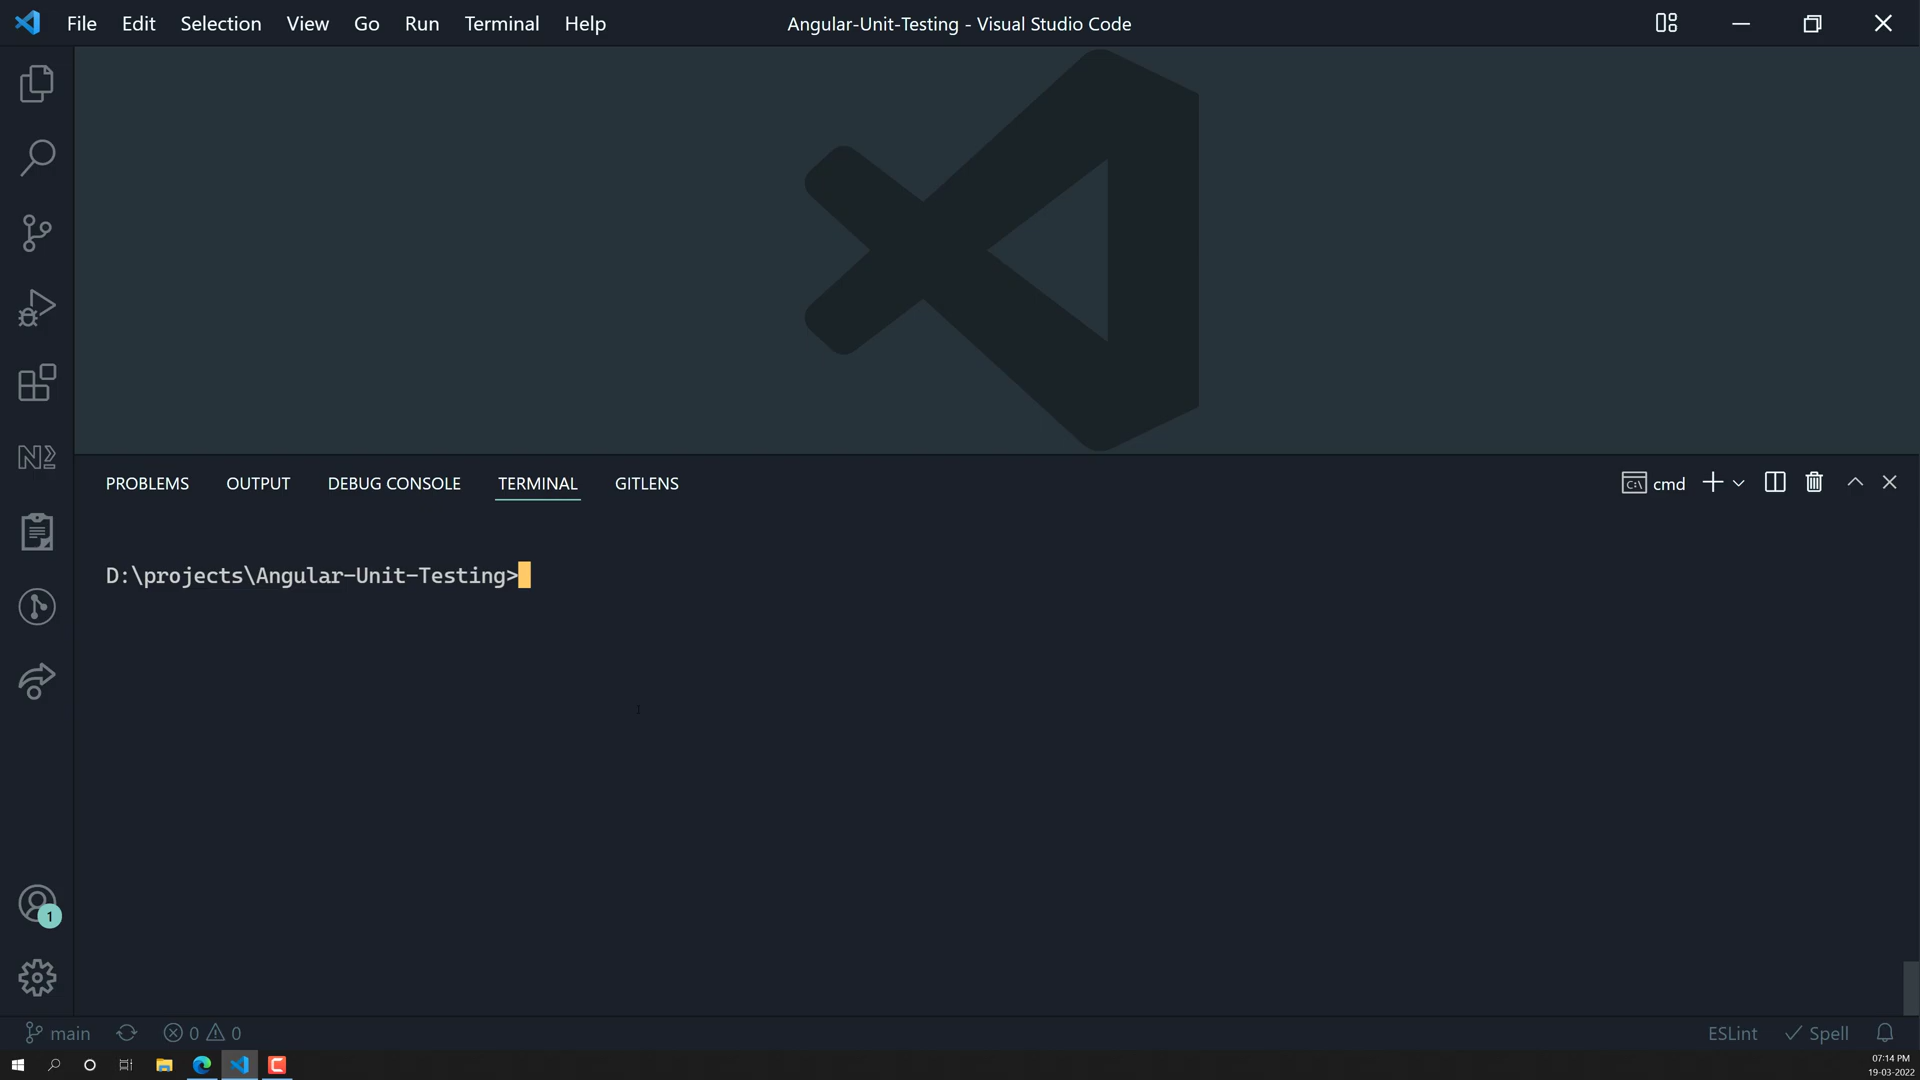 File Edit Selection View Go Run Terminal Help Angular-Unit-Testing - Visual Studio Code
PROBLEMS OUTPUT DEBUG CONSOLE TERMINAL GITLENS cmd
D:\projects\Angular-Unit-Testing>
1
main 0 0 ESLint Spell
07:14 PM
19-03-2022